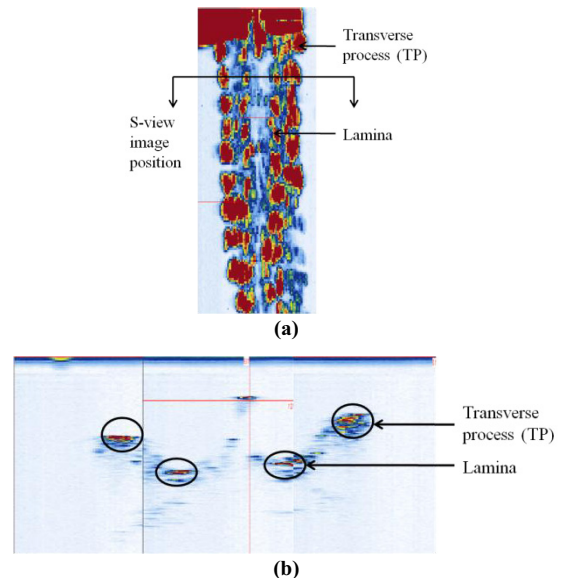 Transverse
process (TP)
S-view
image
position
Lamina
(a)
Transverse
process (TP)
Lamina
(b)